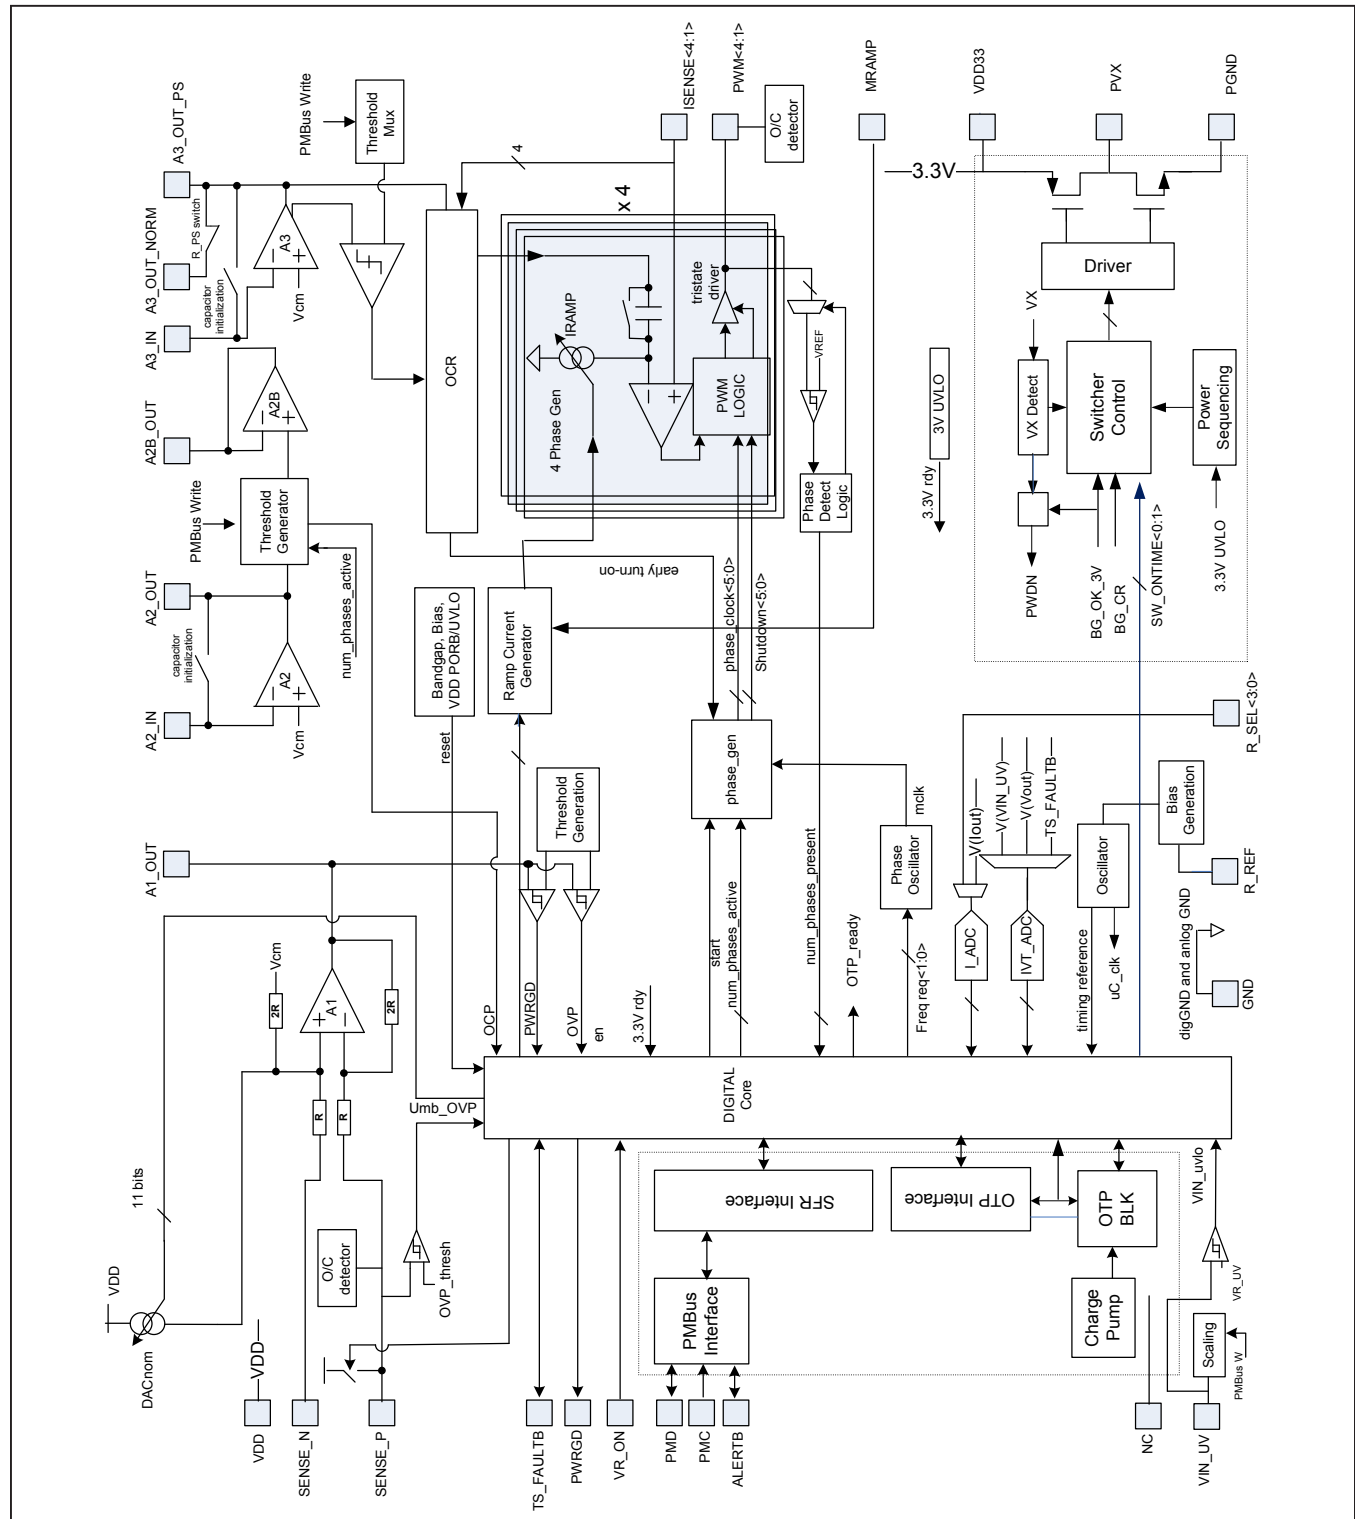 A3_OUT_PS
A3_OUT_NORM
A3_IN
A2B_OUT
A2_OUT
A2_IN
A1_OUT
PMBus Write
Threshold
Mux
R_PS switch
capacitor
initialization
A3
Vcm
A2B
PMBus Write
Threshold
Generator
num_phases_active
capacitor
initialization
A2
Vcm
ISENSE<4:1>
PWM<4:1>
O/C
detector
MRAMP
VDD33
PVX
PGND
4
x 4
OCR
IRAMP
4 Phase Gen
tristate
driver
PWM
LOGIC
VREF
Phase
Detect
Logic
early turn-on
phase_clock<5:0>
Shutdown<5:0>
3.3V
Driver
VX
VX Detect
Switcher
Control
Power
Sequencing
3V UVLO
3.3V rdy
PWDN
BG_OK_3V
BG_CR
SW_ONTIME<0:1>
3.3V UVLO
Bandgap, Bias,
VDD PORB/UVLO
reset
Ramp Current
Generator
Threshold
Generation
phase_gen
mclk
Phase
Oscillator
R_SEL<3:0>
V(Iout)
V(VIN_UV)
V(Vout)
TS_FAULTB
I_ADC
IVT_ADC
Oscillator
uC_clk
Bias
Generation
R_REF
digGND and anlog GND
GND
Vcm
2R
A1
2R
R
R
11 bits
OCP
PWRGD
OVP
en
3.3V rdy
start
num_phases_active
num_phases_present
OTP_ready
Freq req<1:0>
timing reference
Umb_OVP
DIGITAL
Core
VDD
DACnom
O/C
detector
OVP_thresh
VDD
VDD
SENSE_N
SENSE_P
TS_FAULTB
PWRGD
VR_ON
PMD
PMC
ALERTB
NC
VIN_UV
SFR Interface
PMBus
Interface
OTP Interface
OTP
BLK
Charge
Pump
VIN_uvlo
VR_UV
Scaling
PMBus W